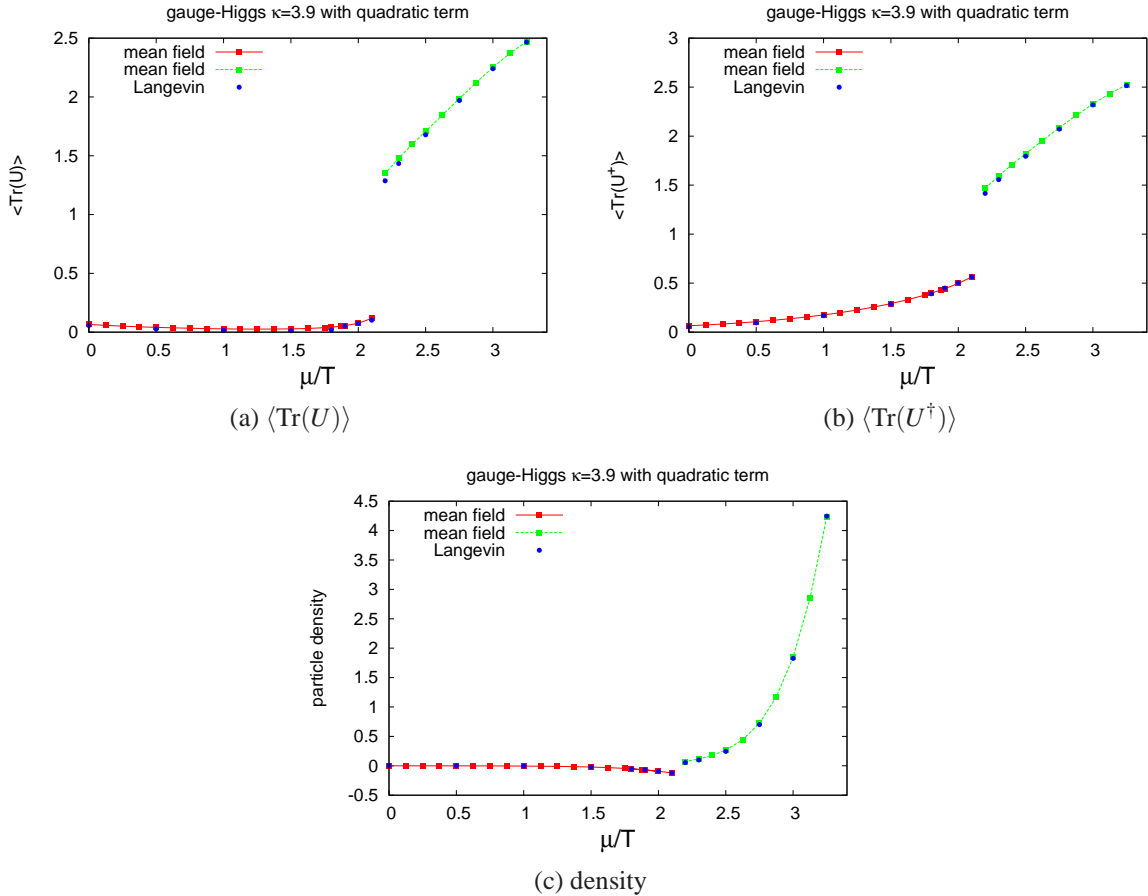 gauge-Higgs κ=3.9 with quadratic term
mean field
mean field
Langevin
<Tr(U)>
2.5
2
1.5
1
0.5
0
0 0.5 1 1.5 2 2.5 3
μ/T
(a) ⟨Tr(U)⟩
gauge-Higgs κ=3.9 with quadratic term
mean field
mean field
Langevin
<Tr(U†)>
3
2.5
2
1.5
1
0.5
0
0 0.5 1 1.5 2 2.5 3
μ/T
(b) ⟨Tr(U†)⟩
gauge-Higgs κ=3.9 with quadratic term
mean field
mean field
Langevin
particle density
4.5
4
3.5
3
2.5
2
1.5
1
0.5
0
-0.5
0 0.5 1 1.5 2 2.5 3
μ/T
(c) density